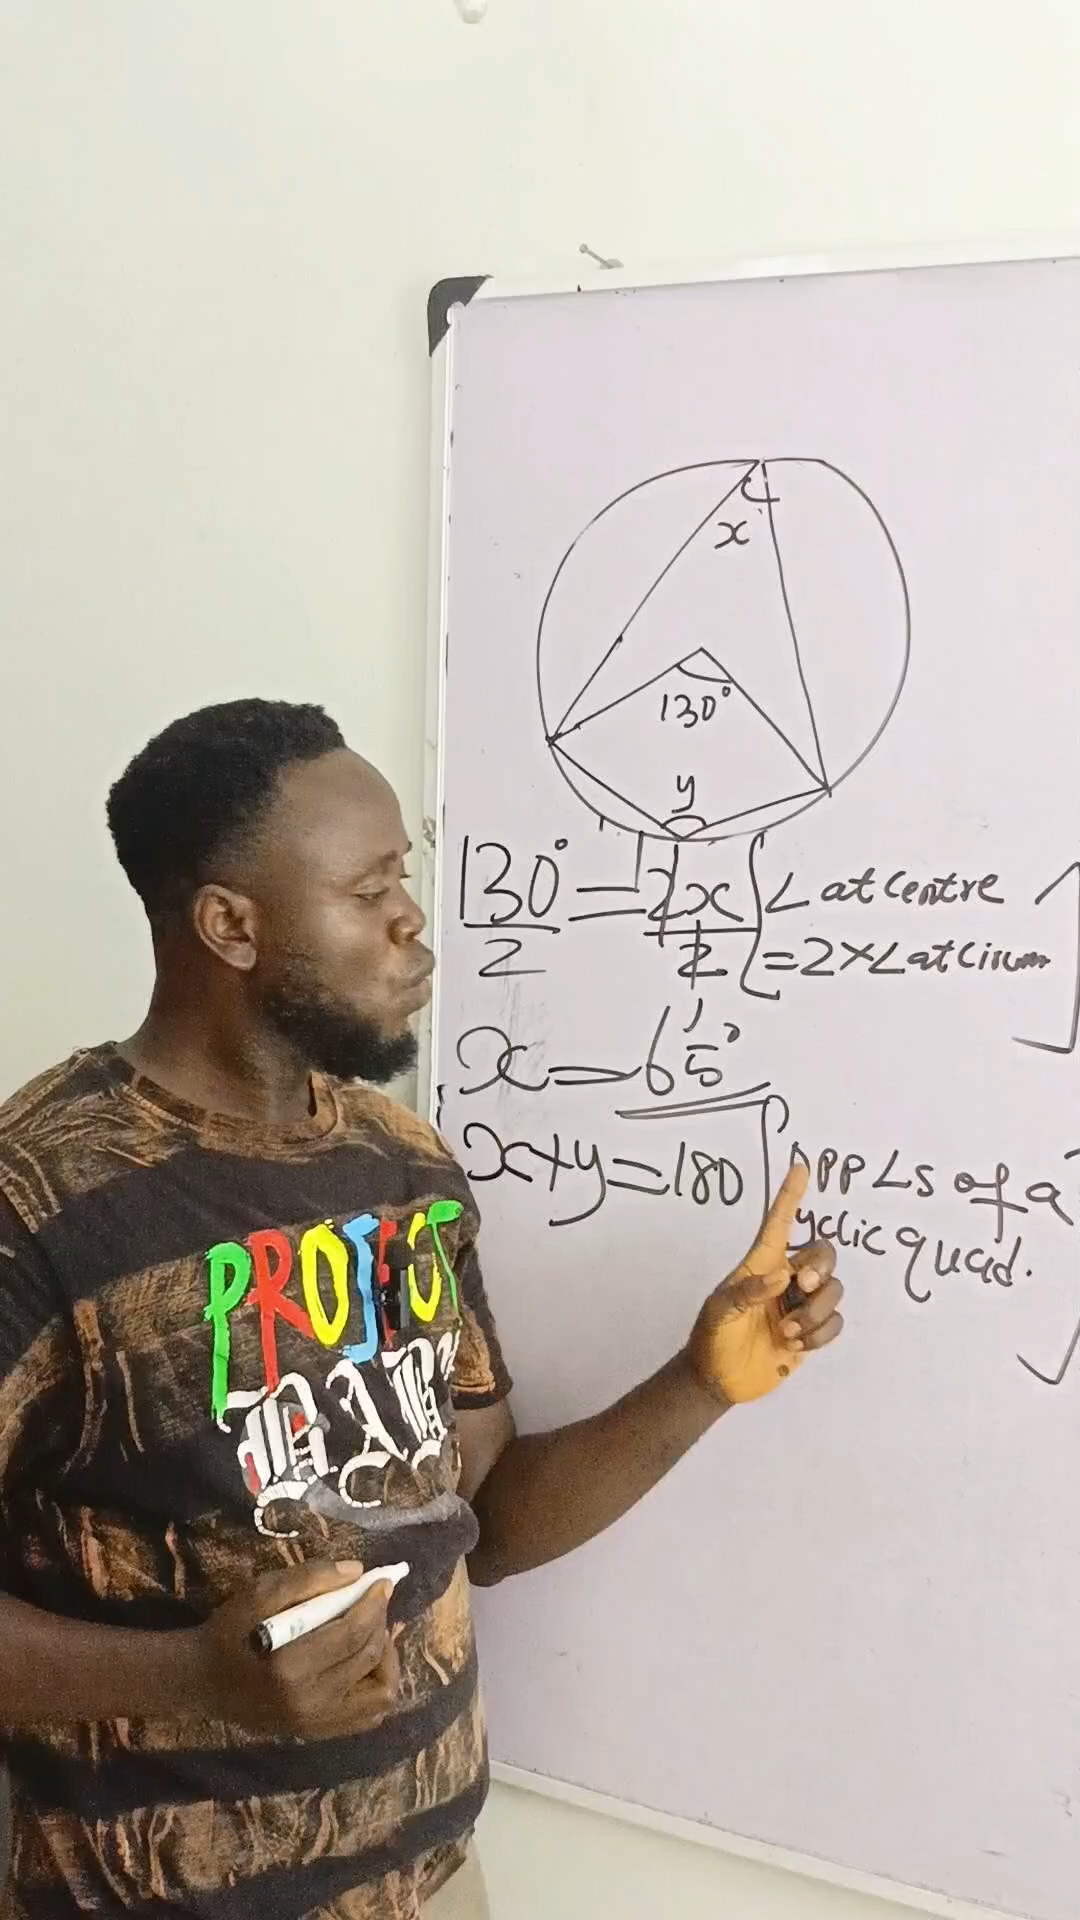 x
130°
y
130° = 2x [∠ at Centre
2 2 = 2×∠ at Circum]
x = 65°
x + y = 180 [opp ∠s of a
cyclic quad.]
PROJECT